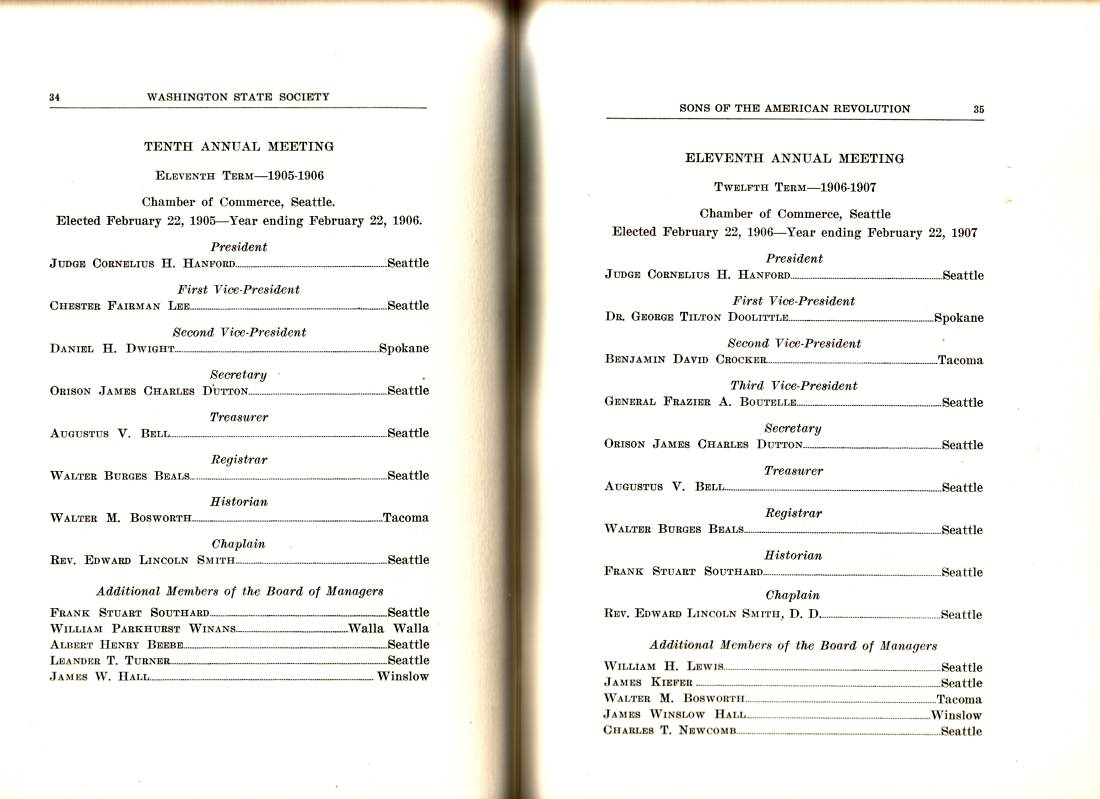 34 WASHINGTON STATE SOCIETY
TENTH ANNUAL MEETING
ELEVENTH TERM—1905-1906
Chamber of Commerce, Seattle.
Elected February 22, 1905—Year ending February 22, 1906.
President
JUDGE CORNELIUS H. HANFORD Seattle
First Vice-President
CHESTER FAIRMAN LEE Seattle
Second Vice-President
DANIEL H. DWIGHT Spokane
Secretary
ORISON JAMES CHARLES DUTTON Seattle
Treasurer
AUGUSTUS V. BELL Seattle
Registrar
WALTER BURGES BEALS Seattle
Historian
WALTER M. BOSWORTH Tacoma
Chaplain
REV. EDWARD LINCOLN SMITH Seattle
Additional Members of the Board of Managers
FRANK STUART SOUTHARD Seattle
WILLIAM PARKHURST WINANS Walla Walla
ALBERT HENRY BEEBE Seattle
LEANDER T. TURNER Seattle
JAMES W. HALL Winslow
SONS OF THE AMERICAN REVOLUTION 35
ELEVENTH ANNUAL MEETING
TWELFTH TERM—1906-1907
Chamber of Commerce, Seattle
Elected February 22, 1906—Year ending February 22, 1907
President
JUDGE CORNELIUS H. HANFORD Seattle
First Vice-President
DR. GEORGE TILTON DOOLITTLE Spokane
Second Vice-President
BENJAMIN DAVID CROCKER Tacoma
Third Vice-President
GENERAL FRAZIER A. BOUTELLE Seattle
Secretary
ORISON JAMES CHARLES DUTTON Seattle
Treasurer
AUGUSTUS V. BELL Seattle
Registrar
WALTER BURGES BEALS Seattle
Historian
FRANK STUART SOUTHARD Seattle
Chaplain
REV. EDWARD LINCOLN SMITH, D. D. Seattle
Additional Members of the Board of Managers
WILLIAM H. LEWIS Seattle
JAMES KIEFER Seattle
WALTER M. BOSWORTH Tacoma
JAMES WINSLOW HALL Winslow
CHARLES T. NEWCOMB Seattle